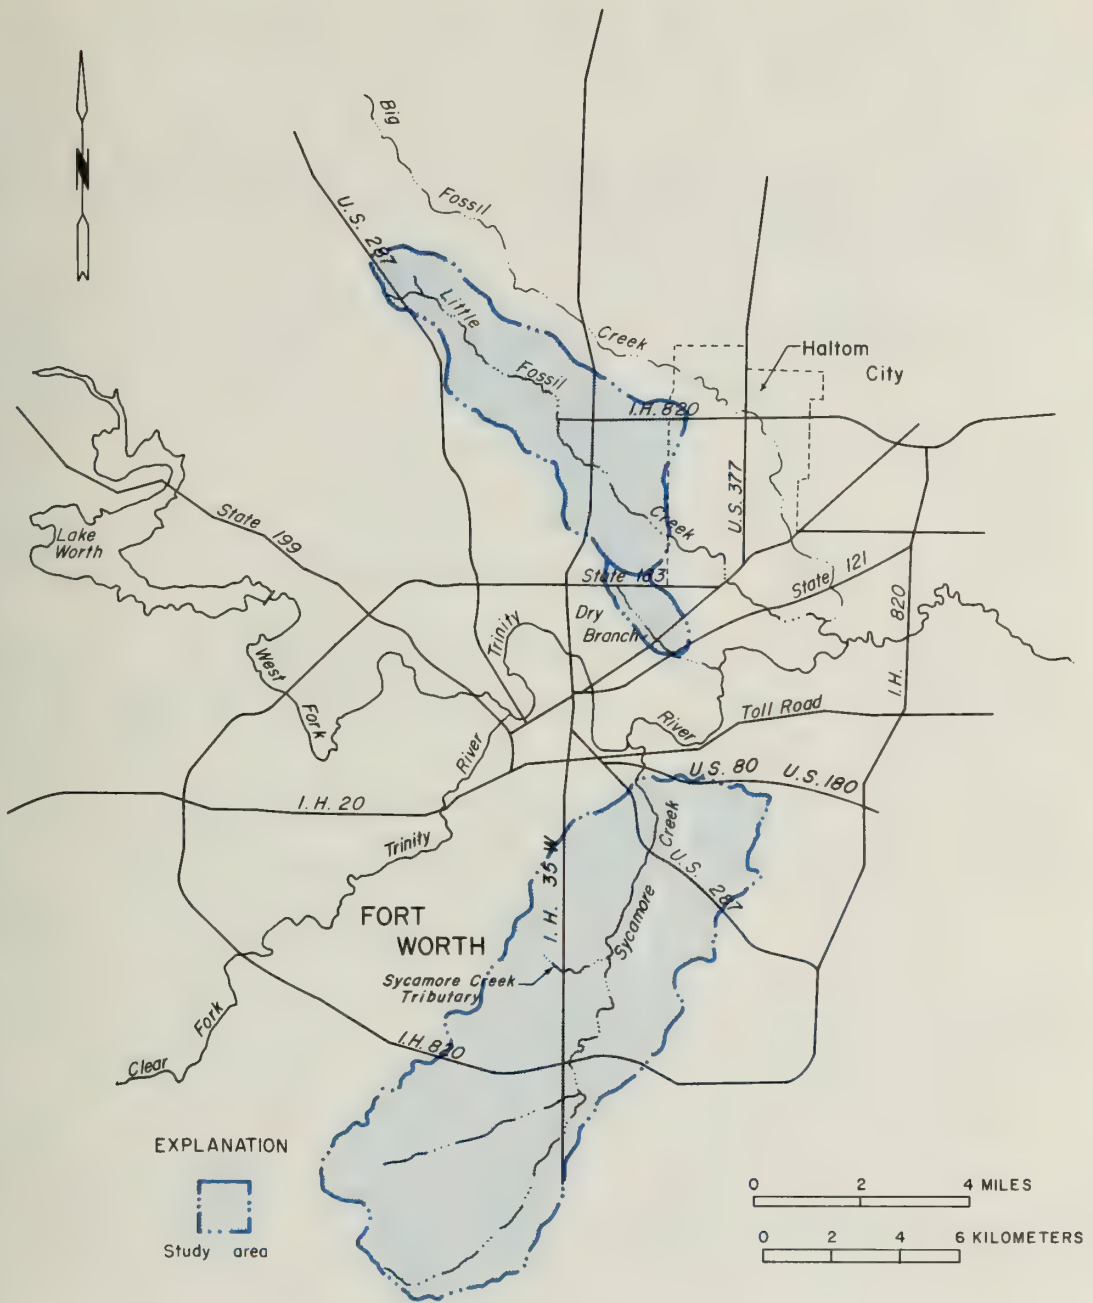 Big
Fossil
Creek
U.S. 287
Little
Fossil
Creek
Haltom
City
I.H. 820
U.S. 377
State 199
Lake
Worth
State 183
State 121
I.H. 820
Dry
Branch
Trinity
River
West
Fork
River
Toll Road
U.S. 80
U.S. 180
I.H. 20
Trinity
Creek
I. H. 35 W
U.S. 287
Sycamore
FORT
WORTH
Sycamore Creek
Tributary
Fork
Clear
I.H. 820
N
EXPLANATION
Study area
0 2 4 MILES
0 2 4 6 KILOMETERS